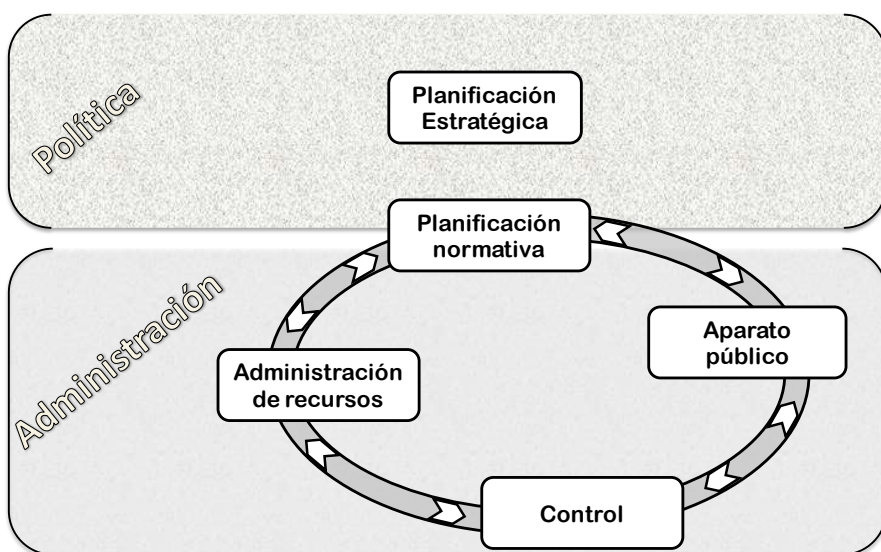 Política
Planificación
Estratégica
Planificación
normativa
Administración
Aparato
público
Administración
de recursos
Control